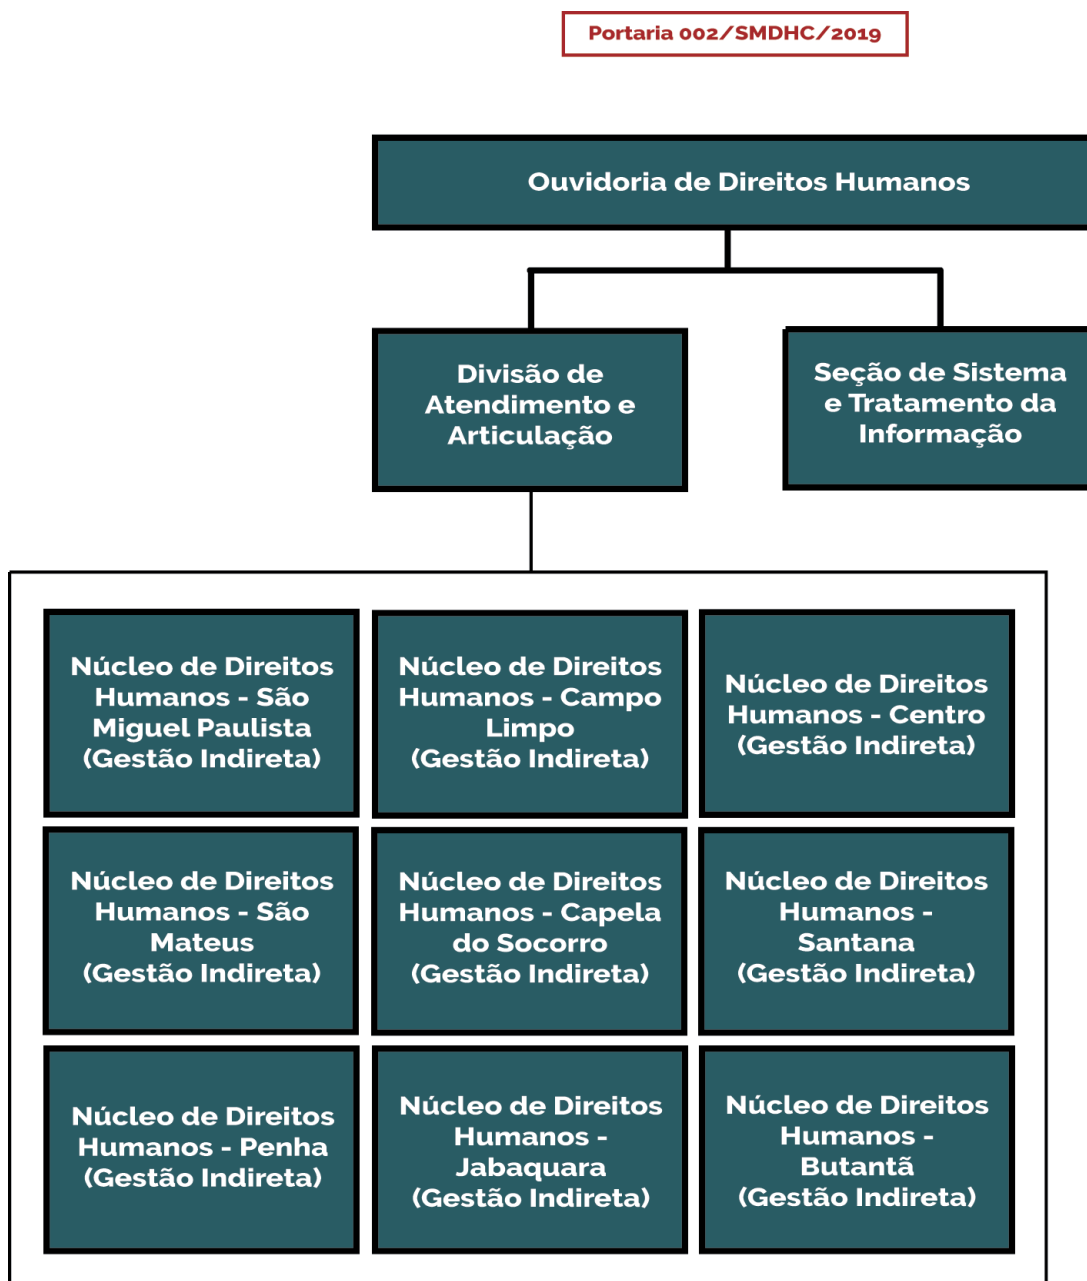 Portaria 002/SMDHC/2019
Ouvidoria de Direitos Humanos
Divisão de
Atendimento e
Articulação
Seção de Sistema
e Tratamento da
Informação
Núcleo de Direitos
Humanos - São
Miguel Paulista
(Gestão Indireta)
Núcleo de Direitos
Humanos - Campo
Limpo
(Gestão Indireta)
Núcleo de Direitos
Humanos - Centro
(Gestão Indireta)
Núcleo de Direitos
Humanos - São
Mateus
(Gestão Indireta)
Núcleo de Direitos
Humanos - Capela
do Socorro
(Gestão Indireta)
Núcleo de Direitos
Humanos -
Santana
(Gestão Indireta)
Núcleo de Direitos
Humanos - Penha
(Gestão Indireta)
Núcleo de Direitos
Humanos -
Jabaquara
(Gestão Indireta)
Núcleo de Direitos
Humanos -
Butantã
(Gestão Indireta)